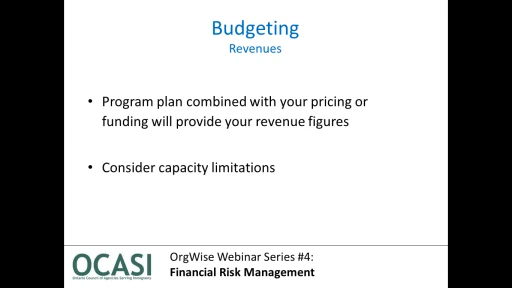 Budgeting
Revenues
• Program plan combined with your pricing or
funding will provide your revenue figures
• Consider capacity limitations
OCASI
Ontario Council of Agencies Serving Immigrants
OrgWise Webinar Series #4:
Financial Risk Management